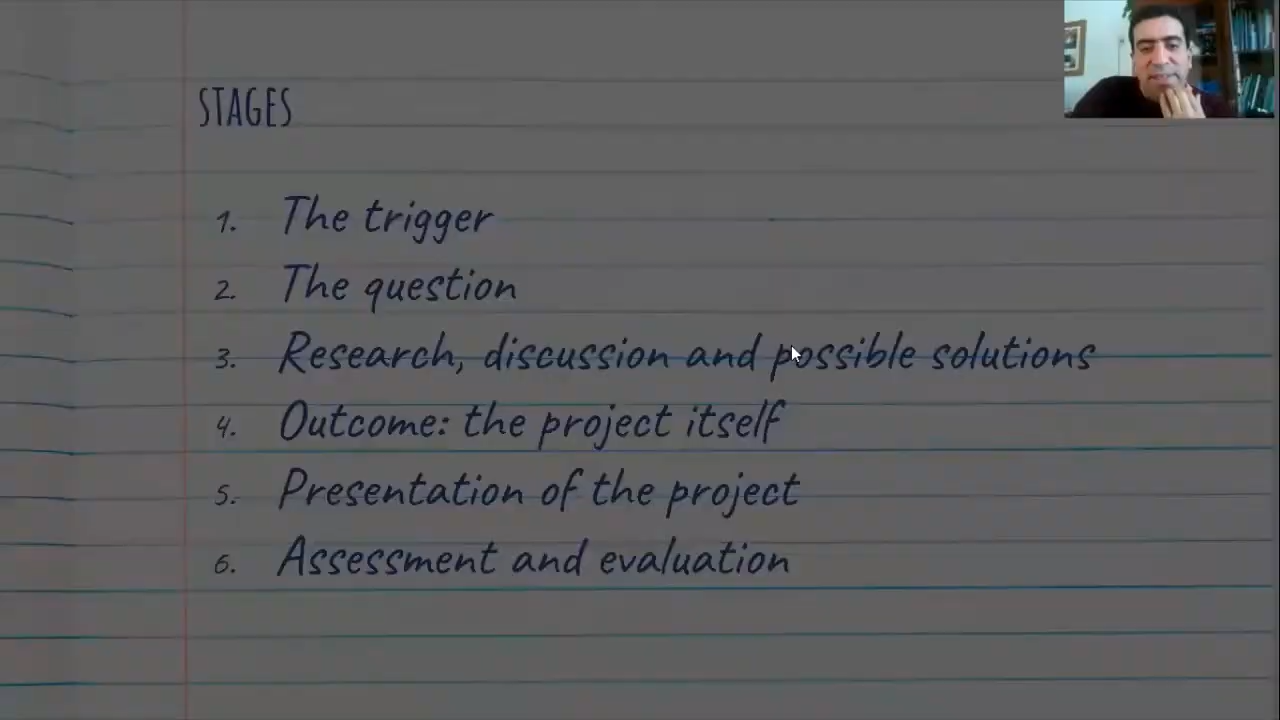 STAGES
1. The trigger
2. The question
3. Research, discussion and possible solutions
4. Outcome: the project itself
5. Presentation of the project
6. Assessment and evaluation